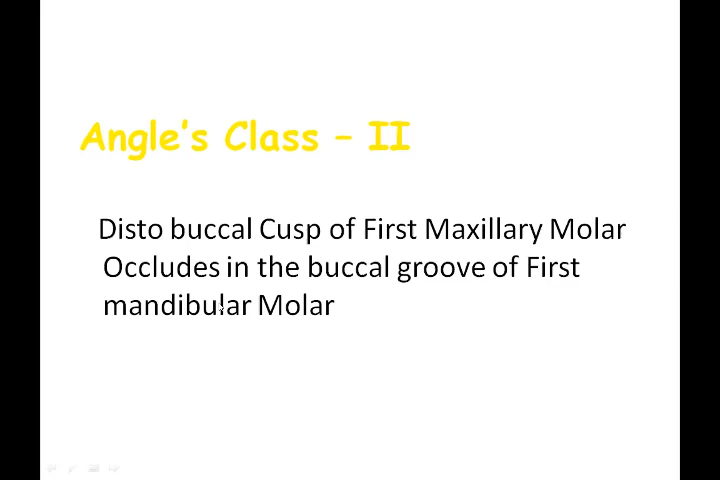 Angle's Class – II
Disto buccal Cusp of First Maxillary Molar
Occludes in the buccal groove of First
mandibular Molar